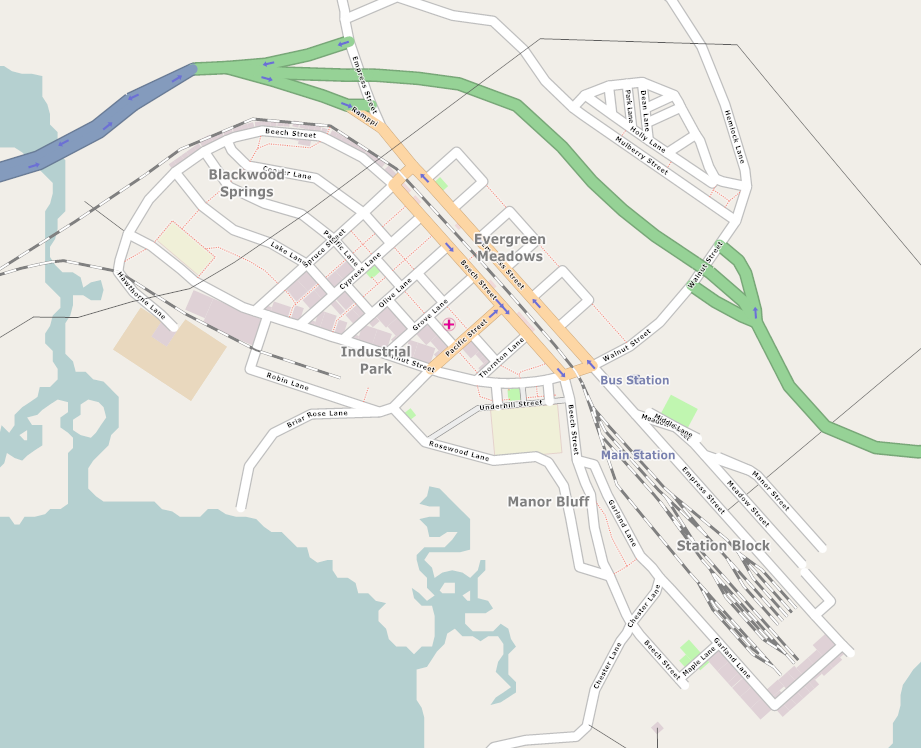 Empress Street
Ramppi
Beech Street
Park Lane
Dean Lane
Holly Lane
Mulberry Street
Hemlock Lane
Blackwood
Springs
Lane
Lake Lane
Spruce Street
Pacific Lane
Cypress Lane
Evergreen
Meadows
Street
Beech Street
Walnut Street
Hawthorne Lane
Olive Lane
Grove Lane
Pacific Street
Industrial
Park
Street
Thornton Lane
Walnut Street
Robin Lane
Bus Station
Underhill Street
Briar Rose Lane
Beech Street
Middle Lane
Rosewood Lane
Main Station
Manor Street
Empress Street
Meadow Street
Manor Bluff
Garland Lane
Station Block
Chester Lane
Chester Lane
Beech Street
Maple Lane
Garland Lane